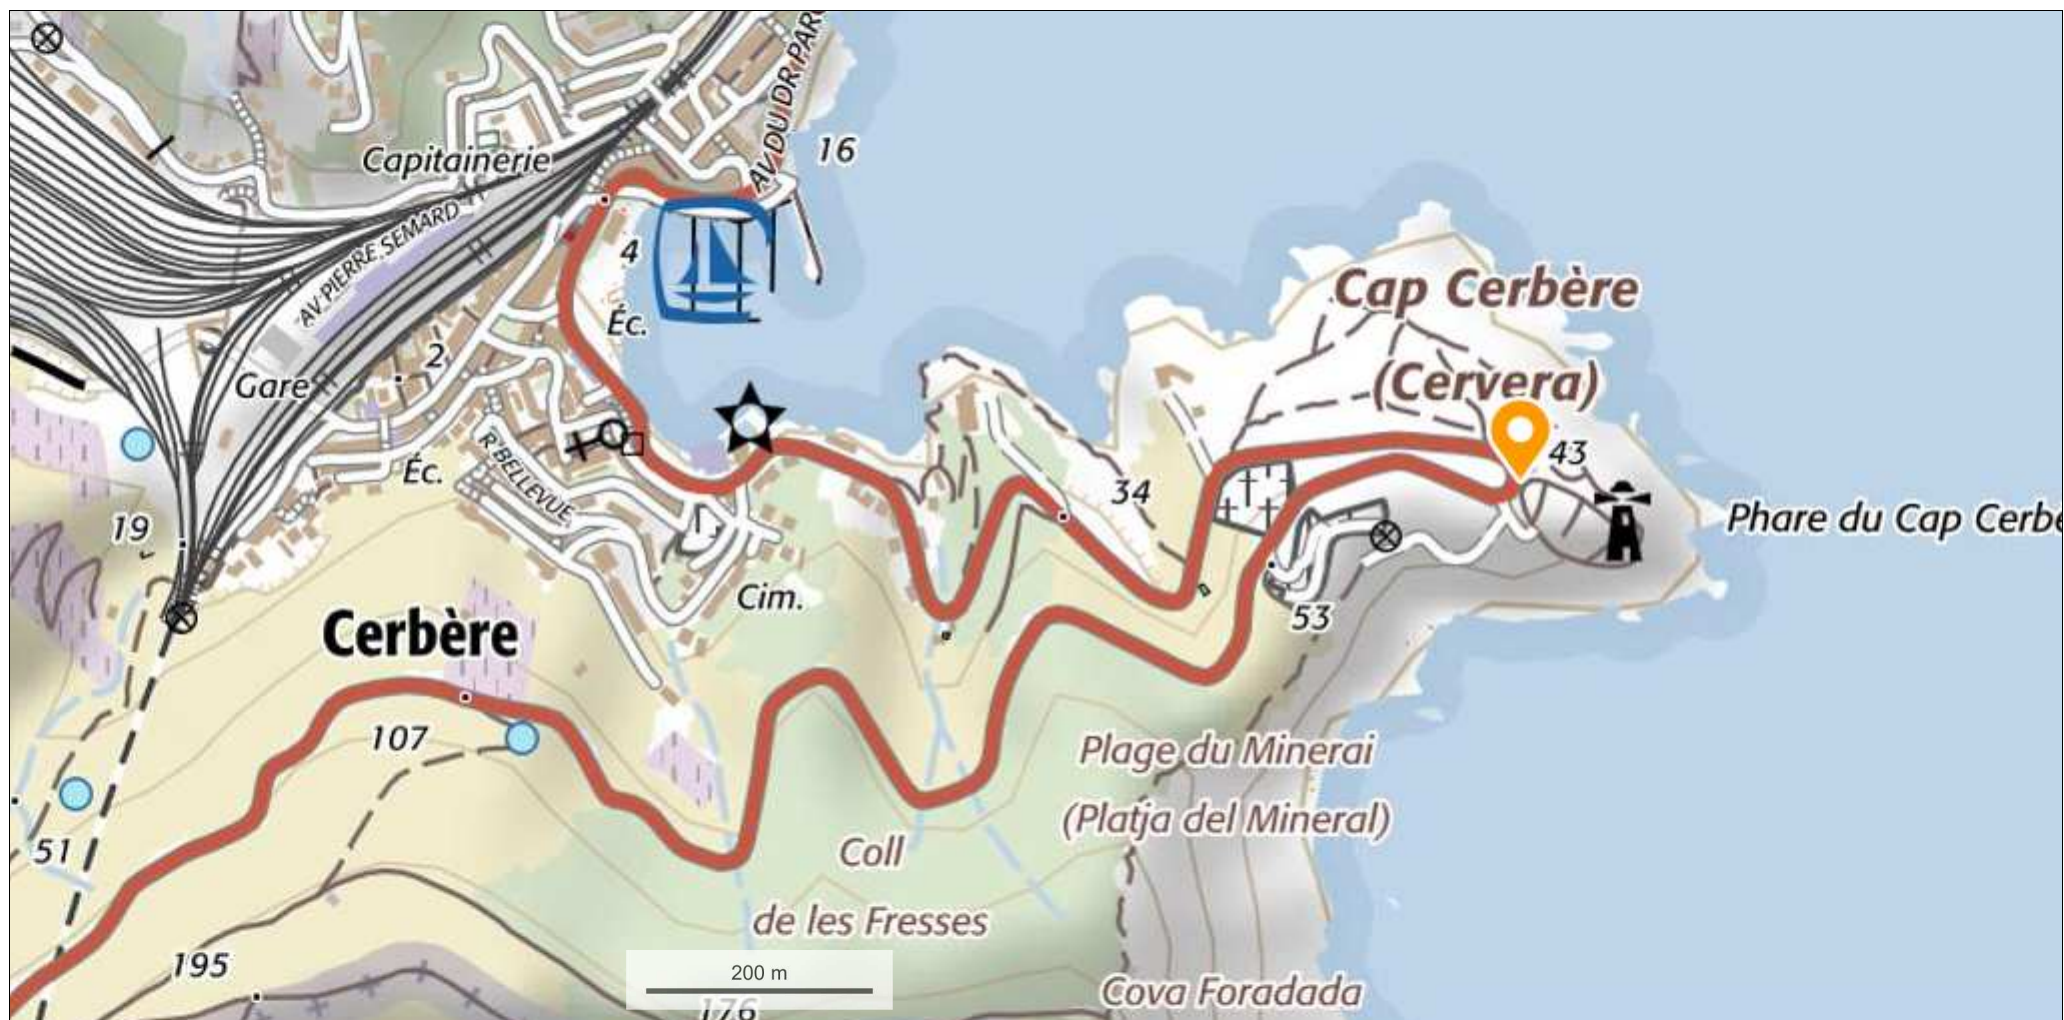 AV DU DR PARC
16
Capitainerie
AV PIERRE SEMARD
4
Cap Cerbère
Éc.
2
Gare
(Cervera)
43
Éc.
R BELLEVUE
34
19
Phare du Cap Cerbè
Cim.
53
Cerbère
107
Plage du Minerai
(Platja del Mineral)
51
Coll
de les Fresses
195
200 m
Cova Foradada
176